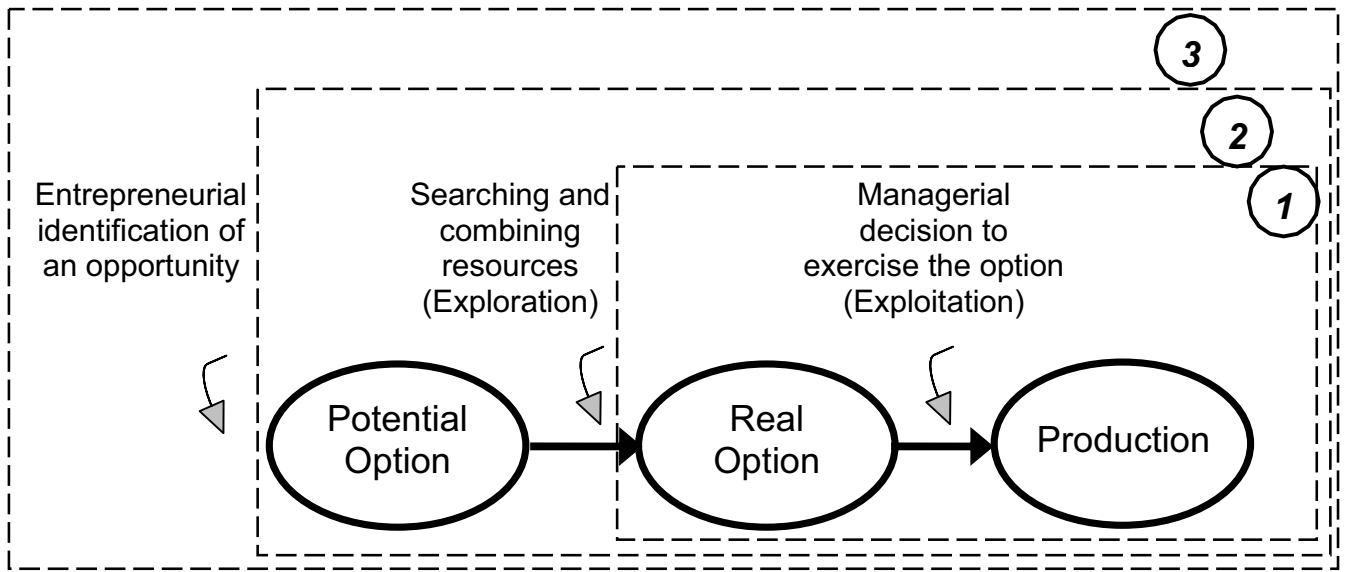 3
2
1
Entrepreneurial
identification of
an opportunity
Searching and
combining
resources
(Exploration)
Managerial
decision to
exercise the option
(Exploitation)
Potential
Option
Real
Option
Production